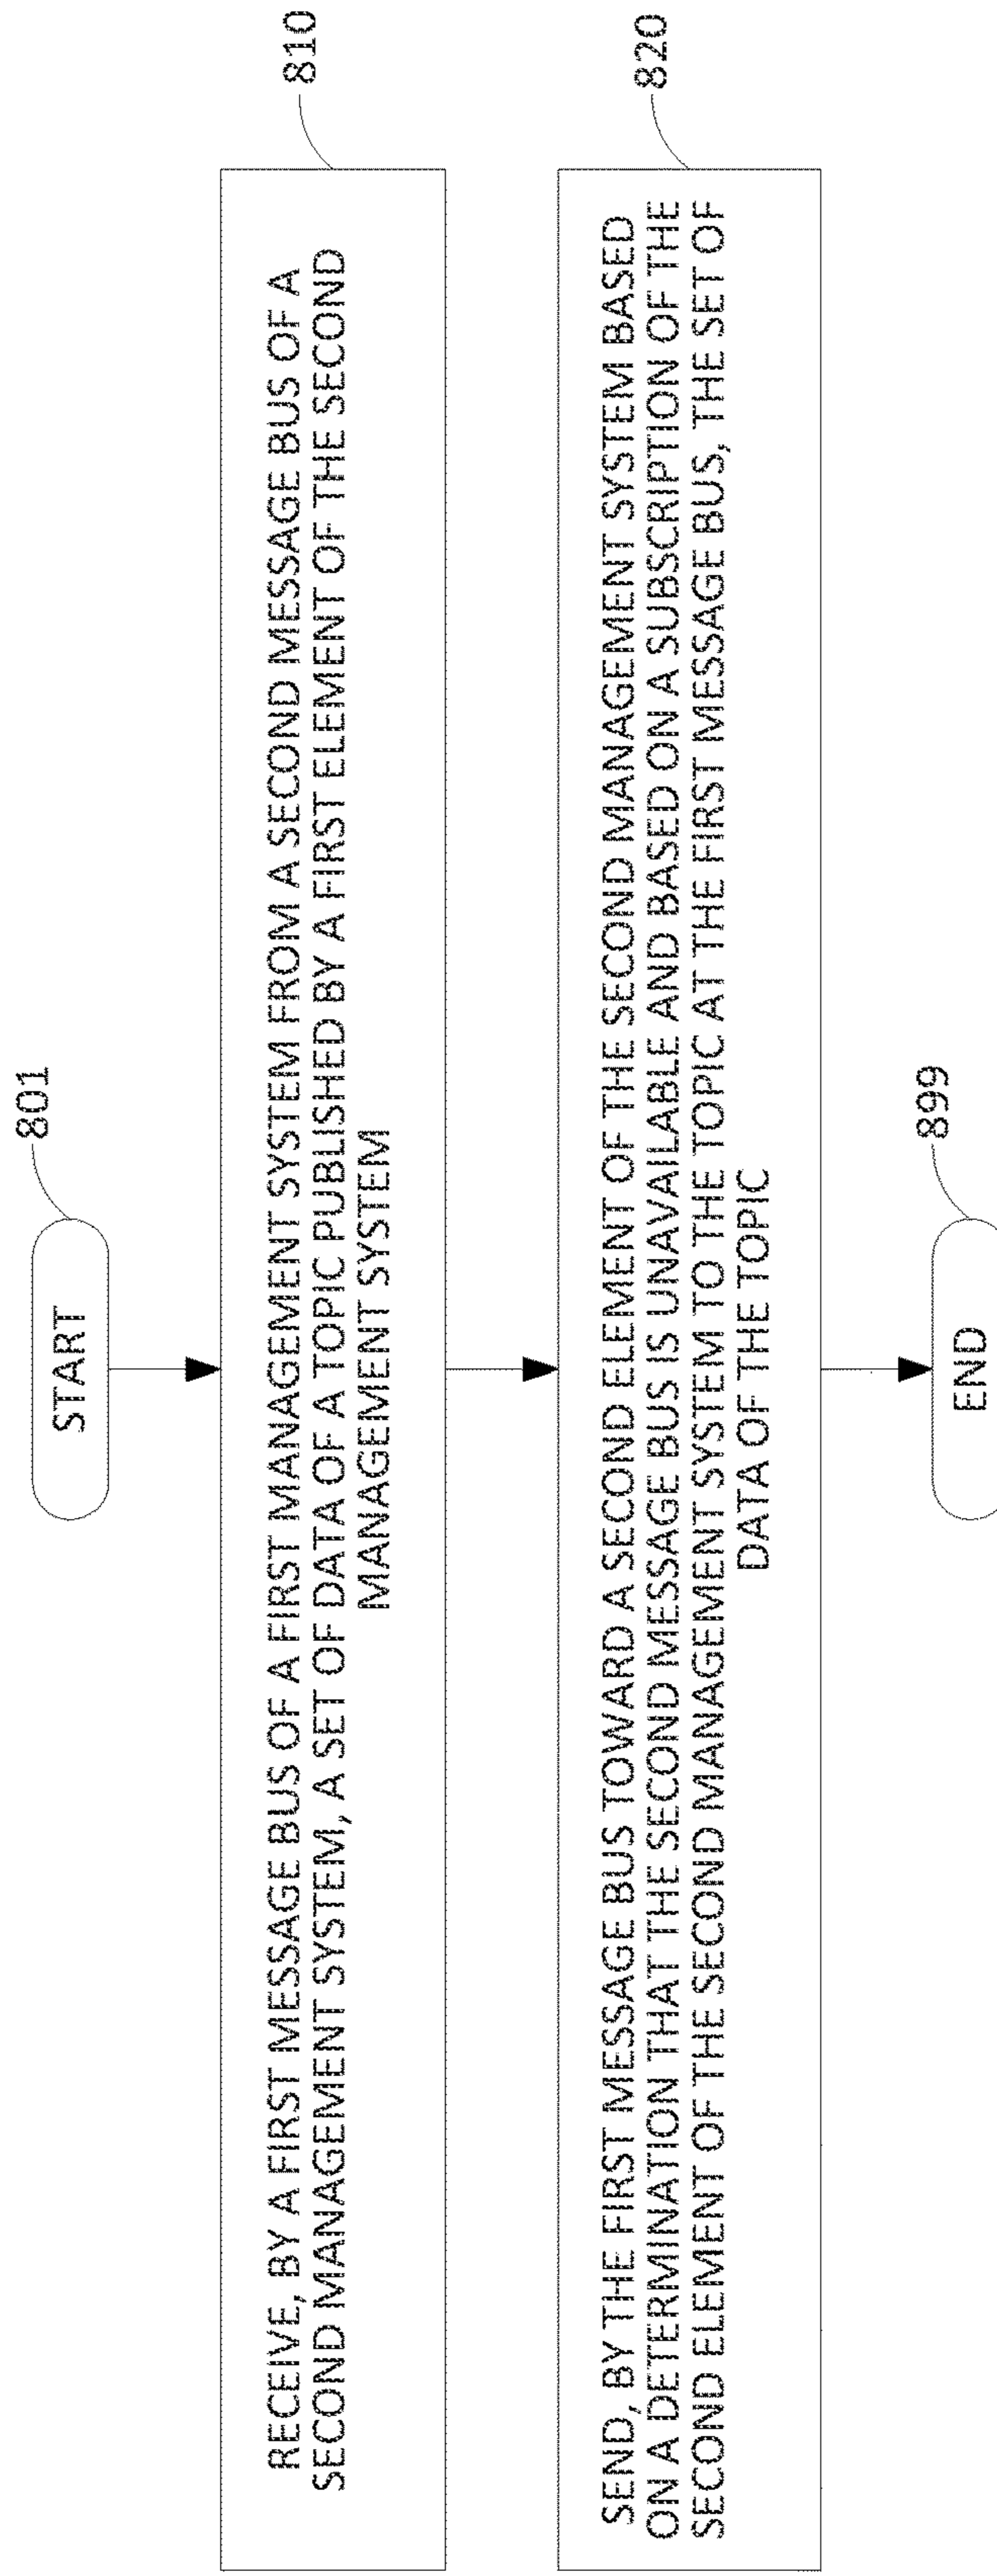 801
START
810
RECEIVE, BY A FIRST MESSAGE BUS OF A FIRST MANAGEMENT SYSTEM FROM A SECOND MESSAGE BUS OF A
SECOND MANAGEMENT SYSTEM, A SET OF DATA OF A TOPIC PUBLISHED BY A FIRST ELEMENT OF THE SECOND
MANAGEMENT SYSTEM
820
SEND, BY THE FIRST MESSAGE BUS TOWARD A SECOND ELEMENT OF THE SECOND MANAGEMENT SYSTEM BASED
ON A DETERMINATION THAT THE SECOND MESSAGE BUS IS UNAVAILABLE AND BASED ON A SUBSCRIPTION OF THE
SECOND ELEMENT OF THE SECOND MANAGEMENT SYSTEM TO THE TOPIC AT THE FIRST MESSAGE BUS, THE SET OF
DATA OF THE TOPIC
899
END